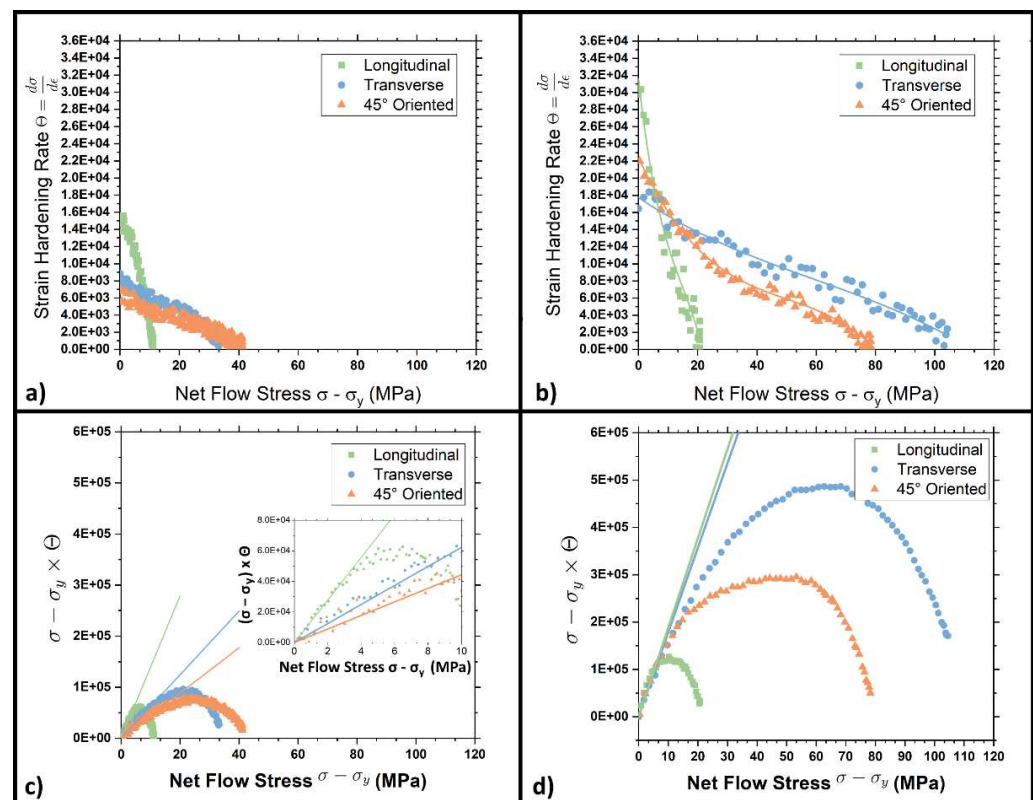 3.6E+04
3.4E+04
3.2E+04
3.0E+04
2.8E+04
2.6E+04
2.4E+04
2.2E+04
2.0E+04
1.8E+04
1.6E+04
1.4E+04
1.2E+04
1.0E+04
8.0E+03
6.0E+03
4.0E+03
2.0E+03
0.0E+00
Strain Hardening Rate Θ = dσ/dϵ
Longitudinal
Transverse
45° Oriented
0 20 40 60 80 100 120
Net Flow Stress σ - σy (MPa)
a)
3.6E+04
3.4E+04
3.2E+04
3.0E+04
2.8E+04
2.6E+04
2.4E+04
2.2E+04
2.0E+04
1.8E+04
1.6E+04
1.4E+04
1.2E+04
1.0E+04
8.0E+03
6.0E+03
4.0E+03
2.0E+03
0.0E+00
Strain Hardening Rate Θ = dσ/dϵ
Longitudinal
Transverse
45° Oriented
0 20 40 60 80 100 120
Net Flow Stress σ - σy (MPa)
b)
6E+05
5E+05
4E+05
3E+05
2E+05
1E+05
0E+00
σ − σy × Θ
Longitudinal
Transverse
45° Oriented
8.0E+04
6.0E+04
4.0E+04
2.0E+04
0.0E+00
(σ − σy) x Θ
0 2 4 6 8 10
Net Flow Stress σ - σy (MPa)
0 20 40 60 80 100 120
Net Flow Stress σ − σy (MPa)
c)
6E+05
5E+05
4E+05
3E+05
2E+05
1E+05
0E+00
σ − σy × Θ
Longitudinal
Transverse
45° Oriented
0 10 20 30 40 50 60 70 80 90 100 110 120
Net Flow Stress σ − σy (MPa)
d)